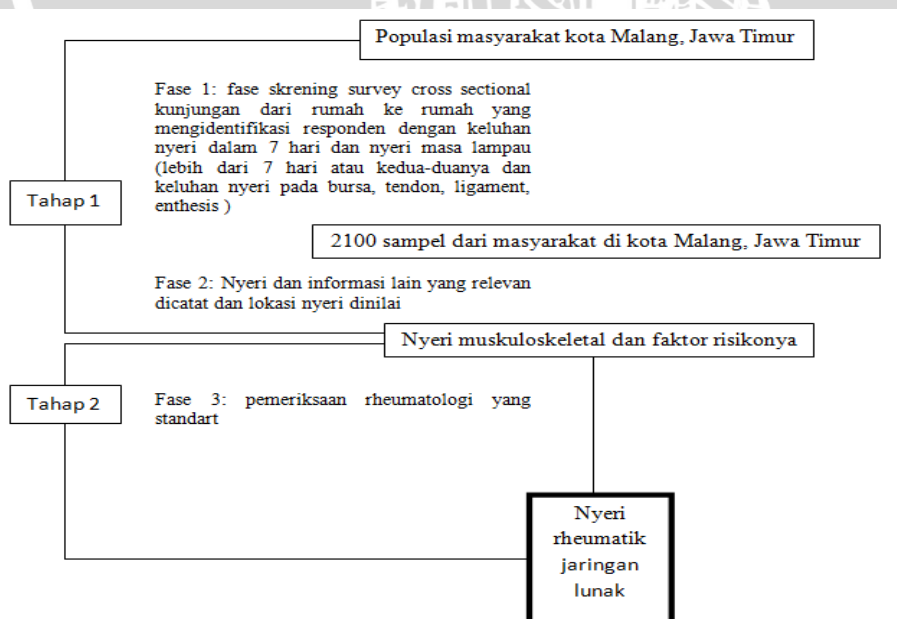 Populasi masyarakat kota Malang, Jawa Timur
Fase 1: fase skrening survey cross sectional
kunjungan dari rumah ke rumah yang
mengidentifikasi responden dengan keluhan
nyeri dalam 7 hari dan nyeri masa lampau
(lebih dari 7 hari atau kedua-duanya dan
keluhan nyeri pada bursa, tendon, ligament,
enthesis )
Tahap 1
2100 sampel dari masyarakat di kota Malang, Jawa Timur
Fase 2: Nyeri dan informasi lain yang relevan
dicatat dan lokasi nyeri dinilai
Nyeri muskuloskeletal dan faktor risikonya
Tahap 2
Fase 3: pemeriksaan rheumatologi yang
standart
Nyeri
rheumatik
jaringan
lunak